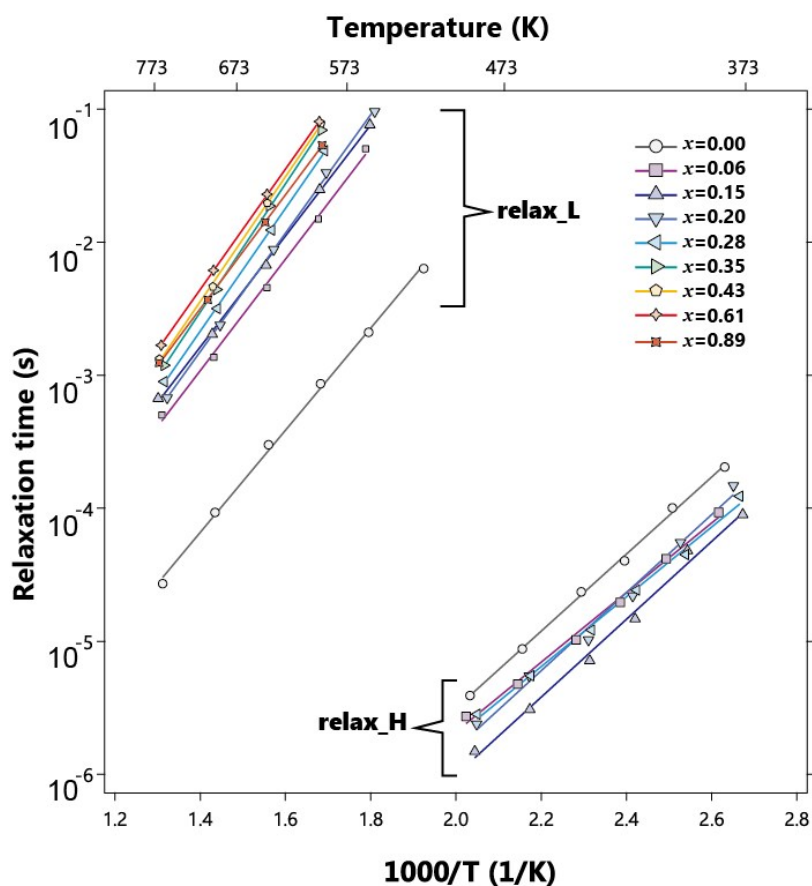 Temperature (K)
773 673 573 473 373
10-1
10-2
10-3
10-4
10-5
10-6
Relaxation time (s)
x=0.00
x=0.06
x=0.15
x=0.20
x=0.28
x=0.35
x=0.43
x=0.61
x=0.89
relax_L
relax_H
1.2 1.4 1.6 1.8 2.0 2.2 2.4 2.6 2.8
1000/T (1/K)